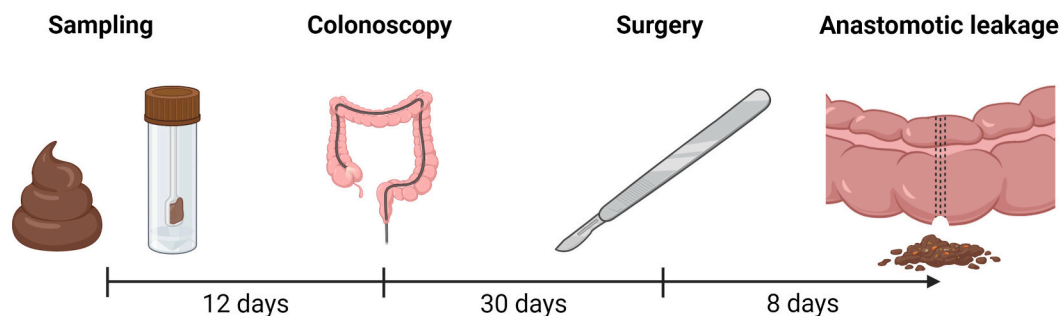 Sampling
Colonoscopy
Surgery
Anastomotic leakage
12 days
30 days
8 days